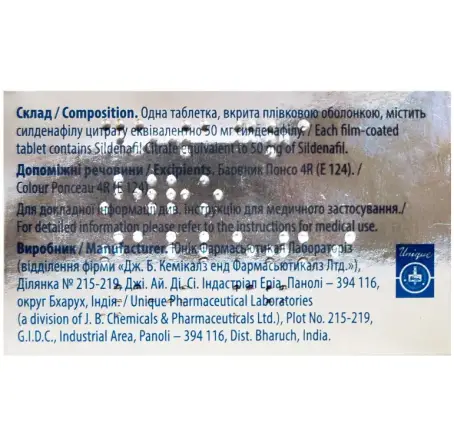 Склад / Composition. Одна таблетка, вкрита плівковою оболонкою, містить
силденафілу цитрату еквівалентно 50 мг силденафілу. / Each film-coated
tablet contains Sildenafil Citrate equivalent to 50 mg of Sildenafil.
Допоміжні речовини / Excipients. Барвник Понсо 4R (Е 124). /
Colour Ponceau 4R (E 124).
Для докладної інформації див. інструкцію для медичного застосування. /
For detailed information please refer to the instructions for medical use.
Виробник / Manufacturer. Юнік Фармасьютикал Лабораторіз
(відділення фірми «Дж. Б. Кемікалз енд Фармасьютикалз Лтд.»),
Ділянка № 215-219, Дж. Ай. Ді. Сі. Індастріал Еріа, Панолі – 394 116,
округ Бхарух, Індія. / Unique Pharmaceutical Laboratories
(a division of J. B. Chemicals & Pharmaceuticals Ltd.), Plot No. 215-219,
G.I.D.C., Industrial Area, Panoli – 394 116, Dist. Bharuch, India.
Unique